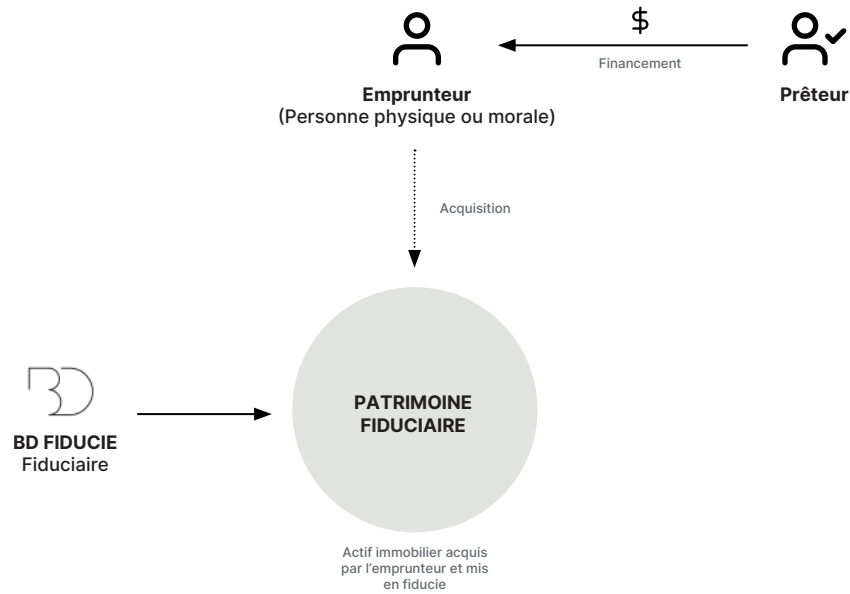 $
Financement
Emprunteur
(Personne physique ou morale)
Prêteur
Acquisition
BD
BD FIDUCIE
Fiduciaire
PATRIMOINE
FIDUCIAIRE
Actif immobilier acquis
par l'emprunteur et mis
en fiducie